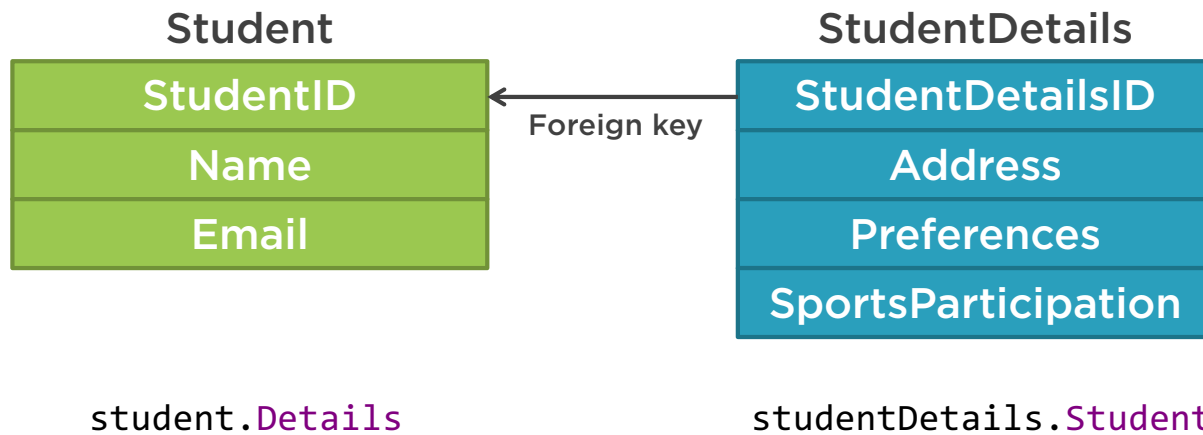 Student
StudentID
Name
Email
Foreign key
StudentDetails
StudentDetailsID
Address
Preferences
SportsParticipation
student.Details
studentDetails.Student